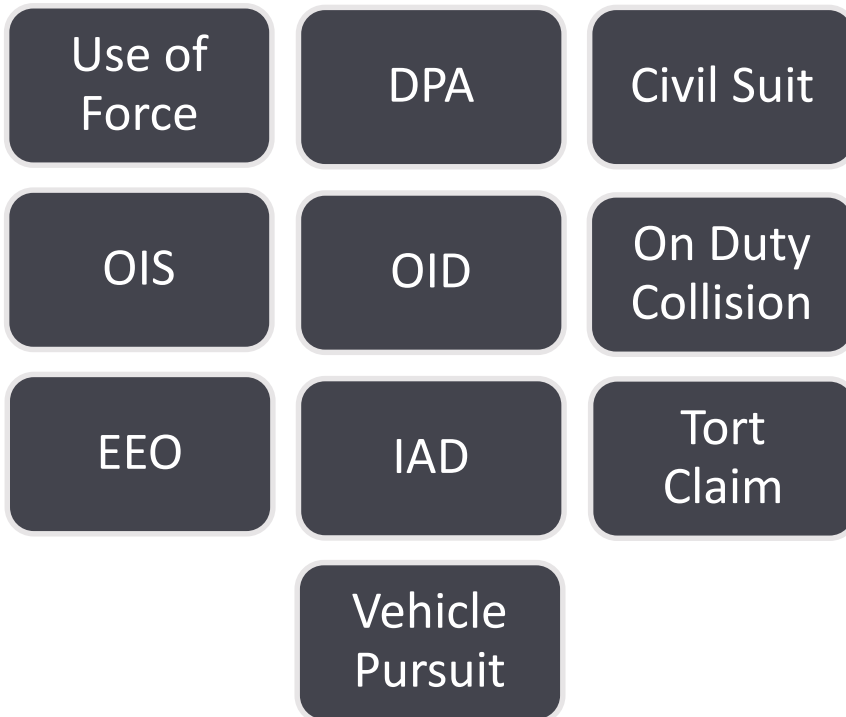 Use of
Force
DPA
Civil Suit
OIS
OID
On Duty
Collision
EEO
IAD
Tort
Claim
Vehicle
Pursuit